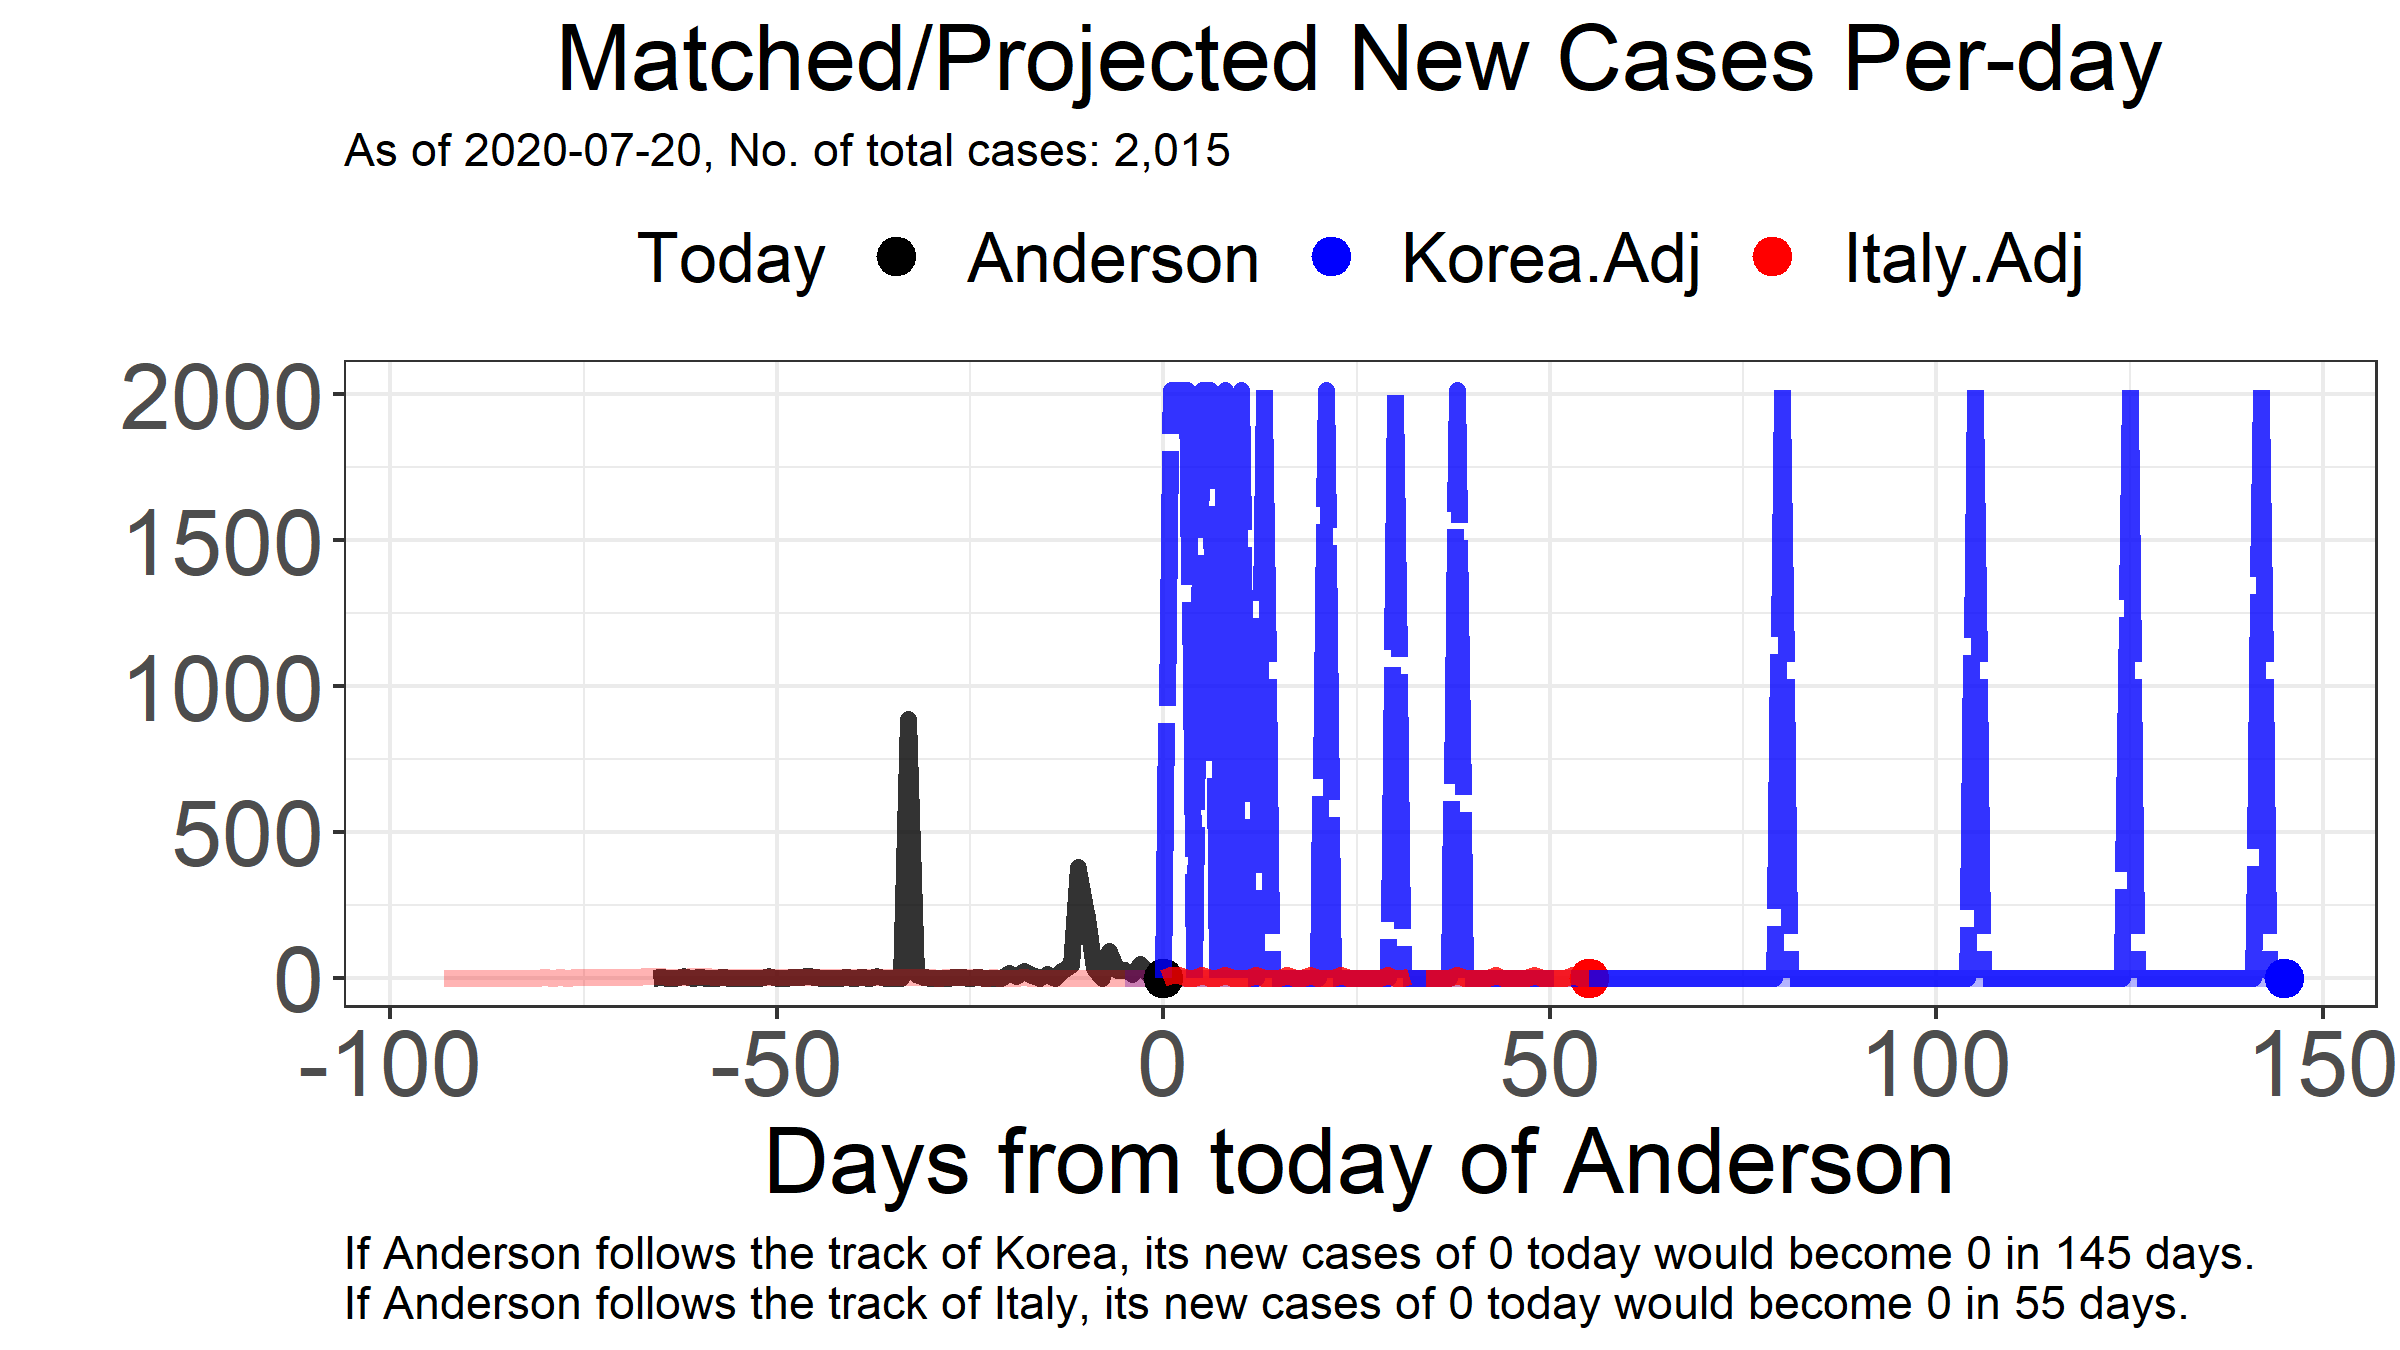 Matched/Projected New Cases Per-day
As of 2020-07-20, No. of total cases: 2,015
Today Anderson Korea.Adj Italy.Adj
2000
1500
1000
500
0
-100 -50 0 50 100 150
Days from today of Anderson
If Anderson follows the track of Korea, its new cases of 0 today would become 0 in 145 days.
If Anderson follows the track of Italy, its new cases of 0 today would become 0 in 55 days.